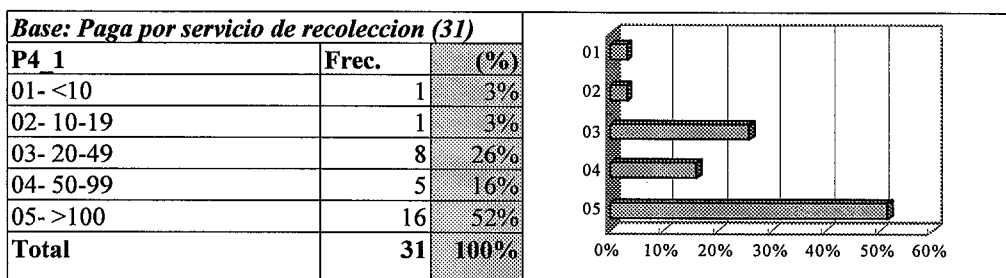 Base: Paga por servicio de recoleccion (31)
P4_1 Frec. (%)
01- <10 1 3%
02- 10-19 1 3%
03- 20-49 8 26%
04- 50-99 5 16%
05- >100 16 52%
Total 31 100%
01
02
03
04
05
0% 10% 20% 30% 40% 50% 60%